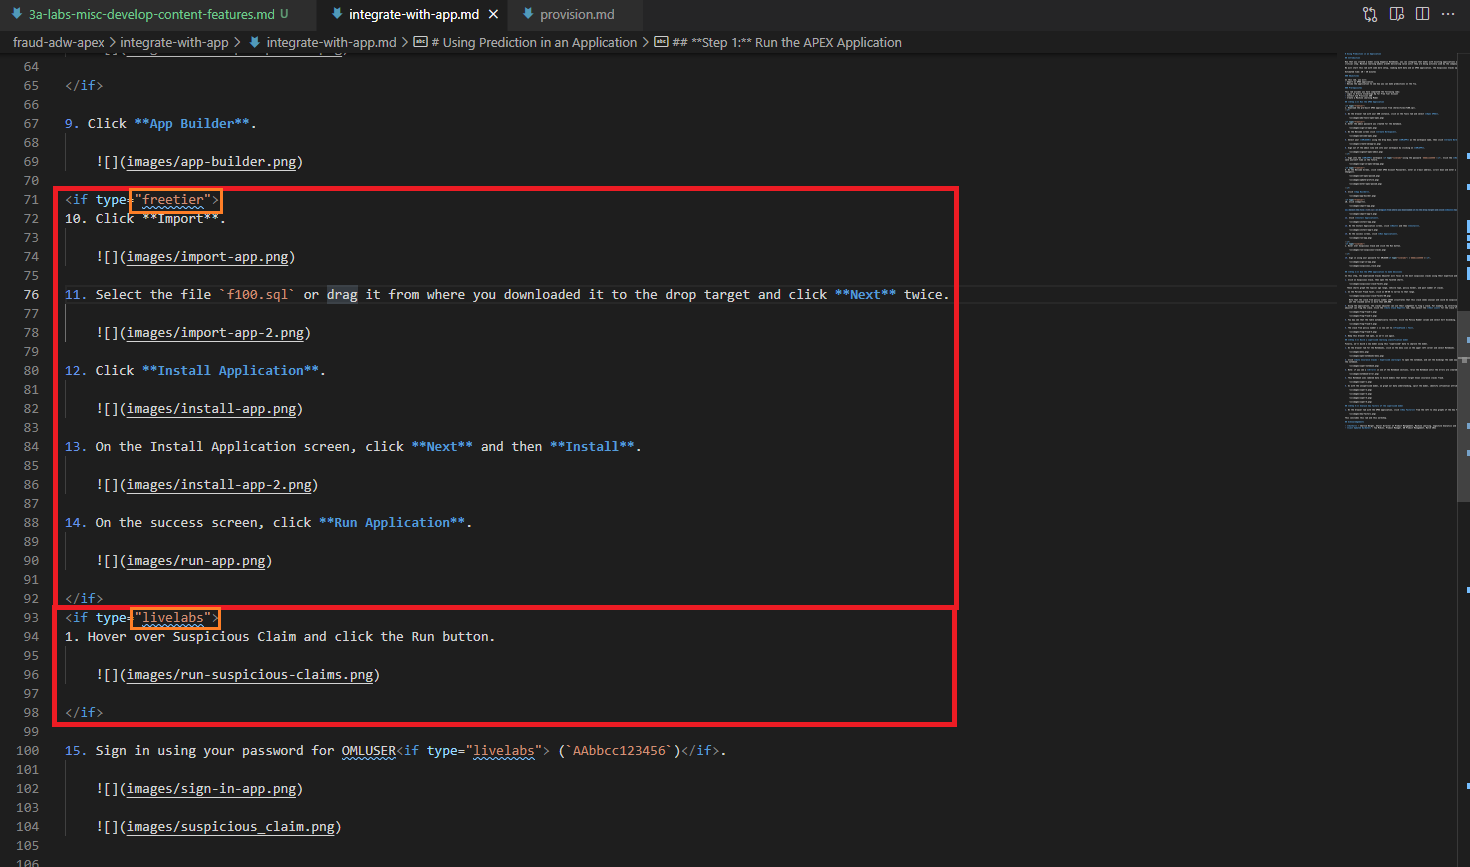 3a-labs-misc-develop-content-features.md U
integrate-with-app.md
provision.md
fraud-adw-apex > integrate-with-app > integrate-with-app.md > # Using Prediction in an Application > ## **Step 1:** Run the APEX Application
64
65 </if>
66
67 9. Click **App Builder**.
68
69 ![](images/app-builder.png)
70
71 <if type="freetier">
72 10. Click **Import**.
73
74 ![](images/import-app.png)
75
76 11. Select the file `f100.sql` or drag it from where you downloaded it to the drop target and click **Next** twice.
77
78 ![](images/import-app-2.png)
79
80 12. Click **Install Application**.
81
82 ![](images/install-app.png)
83
84 13. On the Install Application screen, click **Next** and then **Install**.
85
86 ![](images/install-app-2.png)
87
88 14. On the success screen, click **Run Application**.
89
90 ![](images/run-app.png)
91
92 </if>
93 <if type="livelabs">
94 1. Hover over Suspicious Claim and click the Run button.
95
96 ![](images/run-suspicious-claims.png)
97
98 </if>
99
100 15. Sign in using your password for OMLUSER<if type="livelabs"> (`AAbbcc123456`)</if>.
101
102 ![](images/sign-in-app.png)
103
104 ![](images/suspicious_claim.png)
105
106